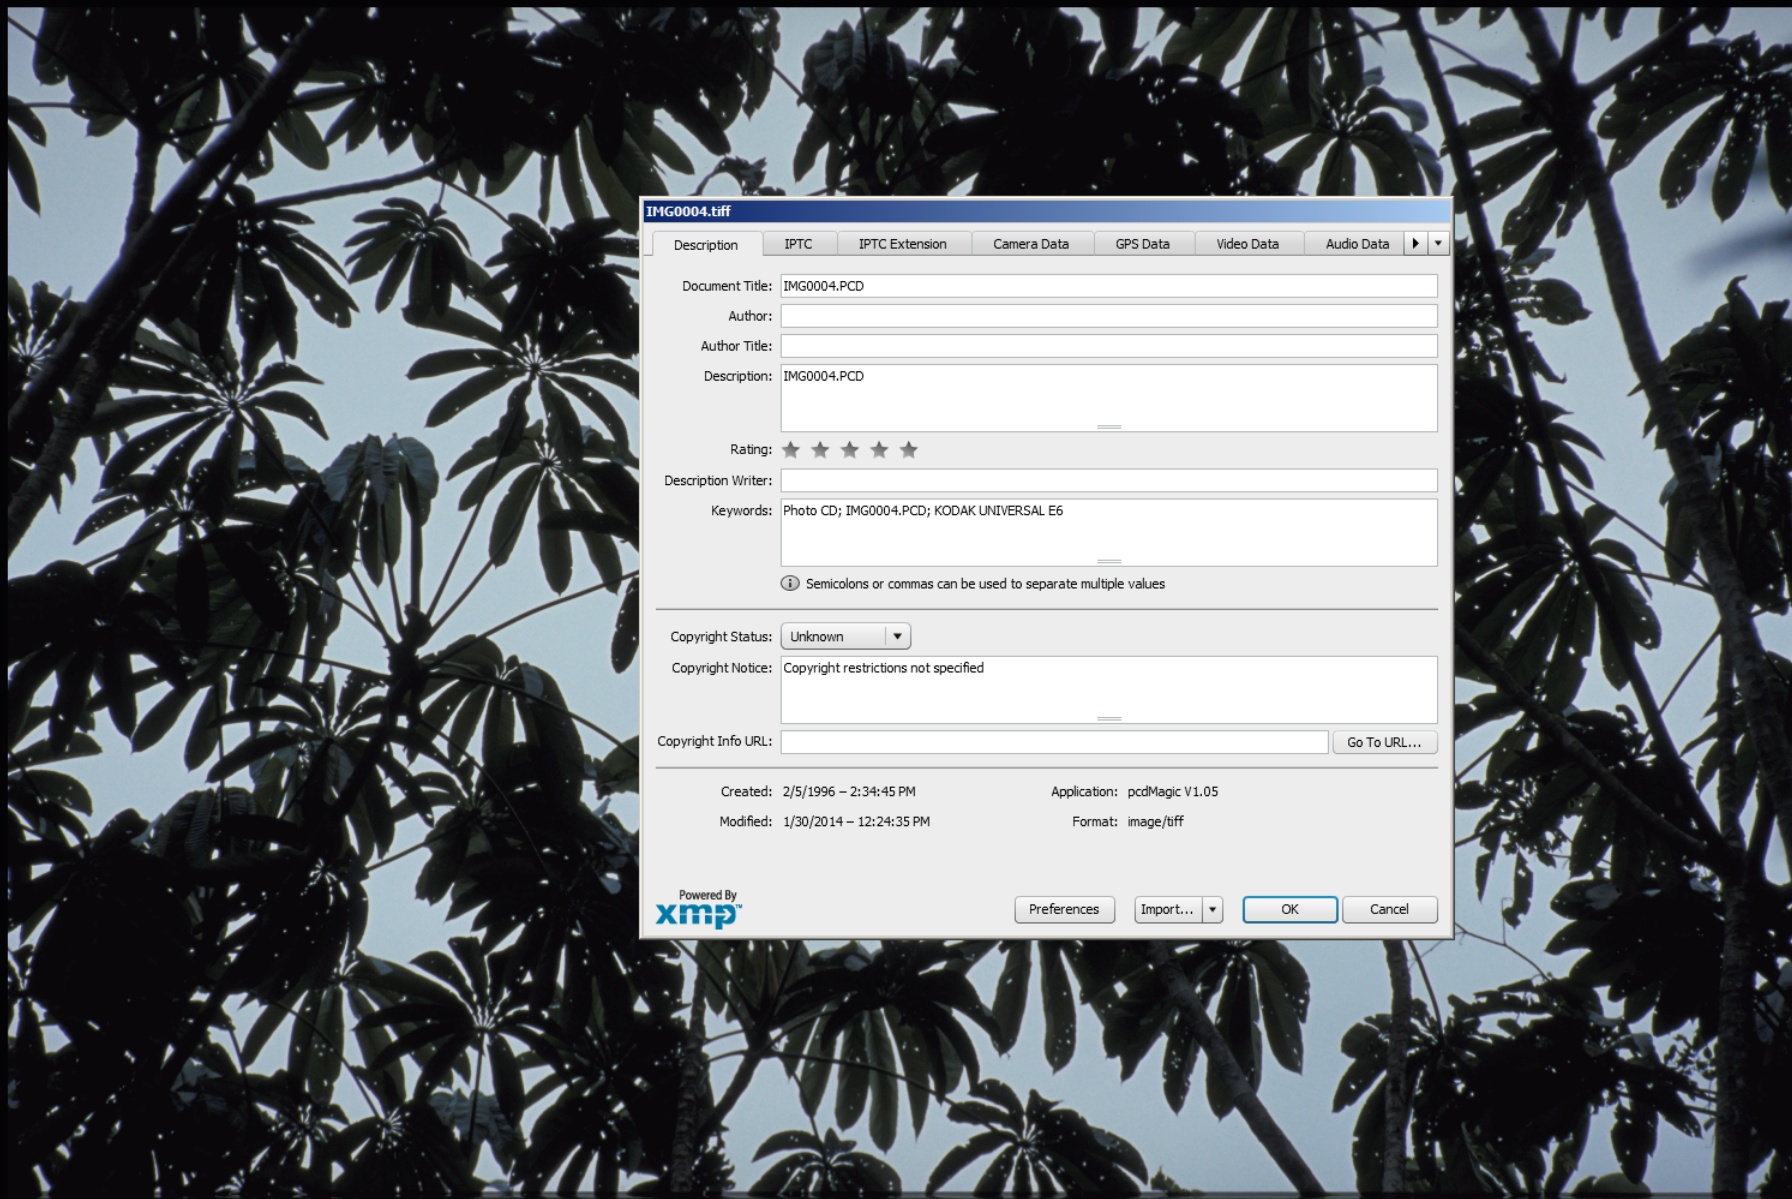 IMG0004.tiff
Description IPTC IPTC Extension Camera Data GPS Data Video Data Audio Data
Document Title: IMG0004.PCD
Author:
Author Title:
Description: IMG0004.PCD
Rating:
Description Writer:
Keywords: Photo CD; IMG0004.PCD; KODAK UNIVERSAL E6
Semicolons or commas can be used to separate multiple values
Copyright Status: Unknown
Copyright Notice: Copyright restrictions not specified
Copyright Info URL: Go To URL...
Created: 2/5/1996 – 2:34:45 PM Application: pcdMagic V1.05
Modified: 1/30/2014 – 12:24:35 PM Format: image/tiff
Powered By
xmp™ Preferences Import... OK Cancel